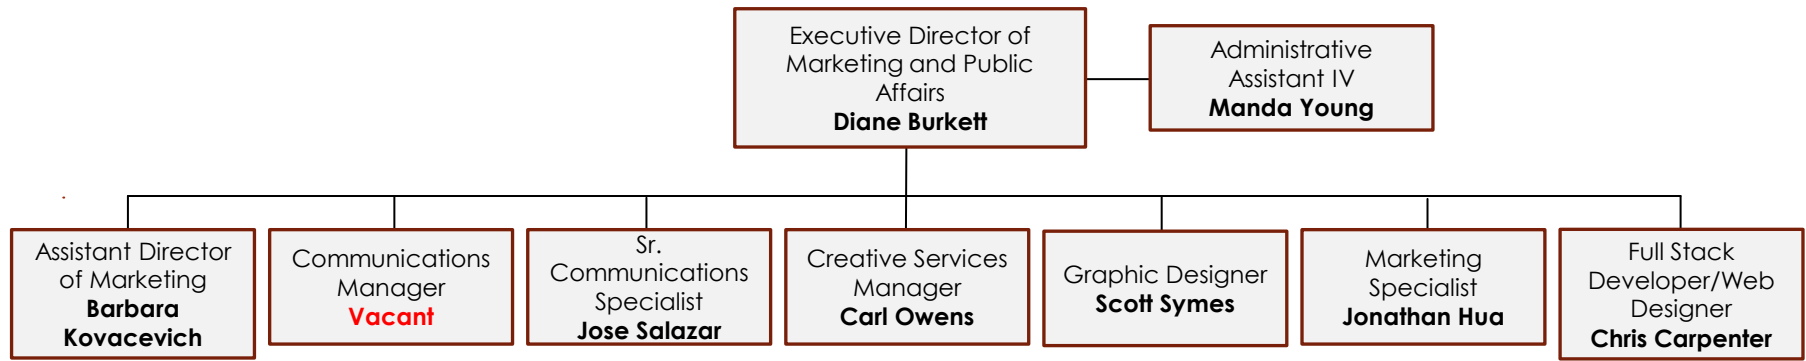 Executive Director of
Marketing and Public
Affairs
Diane Burkett
Administrative
Assistant IV
Manda Young
Assistant Director
of Marketing
Barbara
Kovacevich
Communications
Manager
Vacant
Sr.
Communications
Specialist
Jose Salazar
Creative Services
Manager
Carl Owens
Graphic Designer
Scott Symes
Marketing
Specialist
Jonathan Hua
Full Stack
Developer/Web
Designer
Chris Carpenter